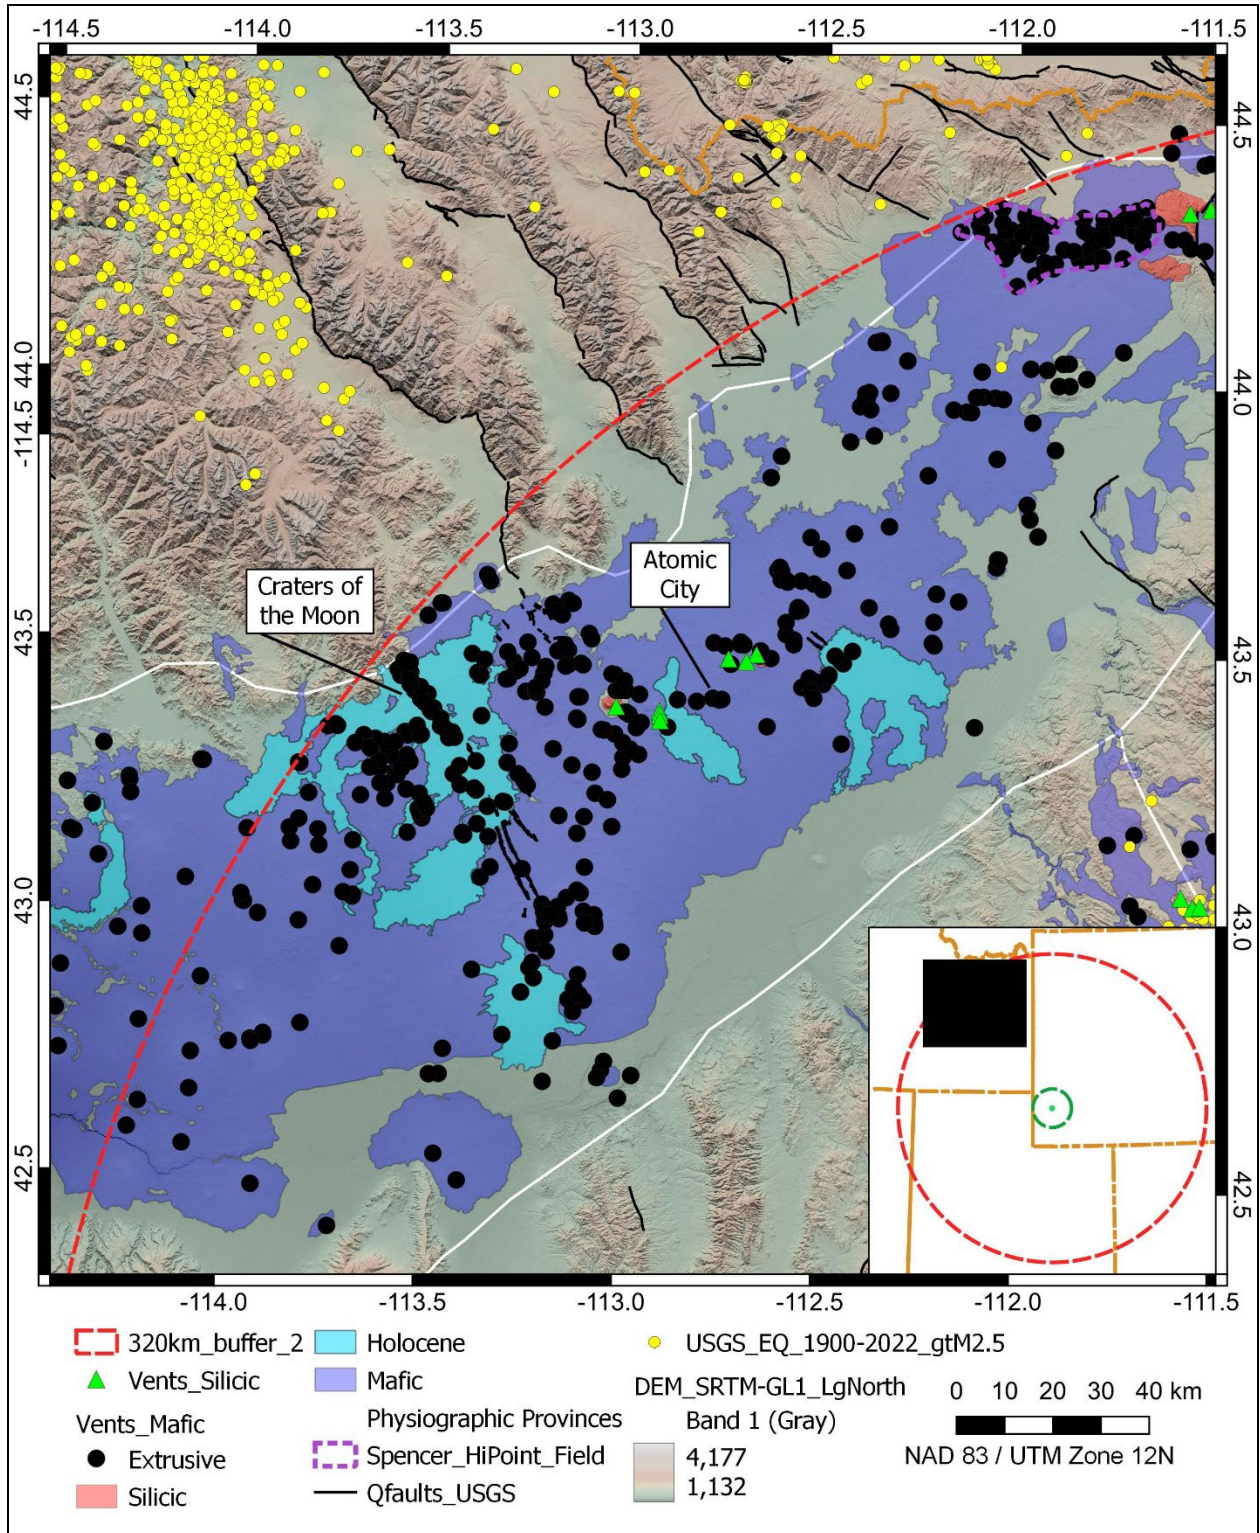 -114.5 -114.0 -113.5 -113.0 -112.5 -112.0 -111.5
44.5
44.5
44.0
44.0
-114.5
Atomic
City
Craters of
the Moon
43.5
43.5
43.0
43.0
42.5
42.5
-114.0 -113.5 -113.0 -112.5 -112.0 -111.5
320km_buffer_2
Vents_Silicic
Vents_Mafic
Extrusive
Silicic
Holocene
Mafic
Physiographic Provinces
Spencer_HiPoint_Field
Qfaults_USGS
USGS_EQ_1900-2022_gtM2.5
DEM_SRTM-GL1_LgNorth
Band 1 (Gray)
4,177
1,132
0 10 20 30 40 km
NAD 83 / UTM Zone 12N